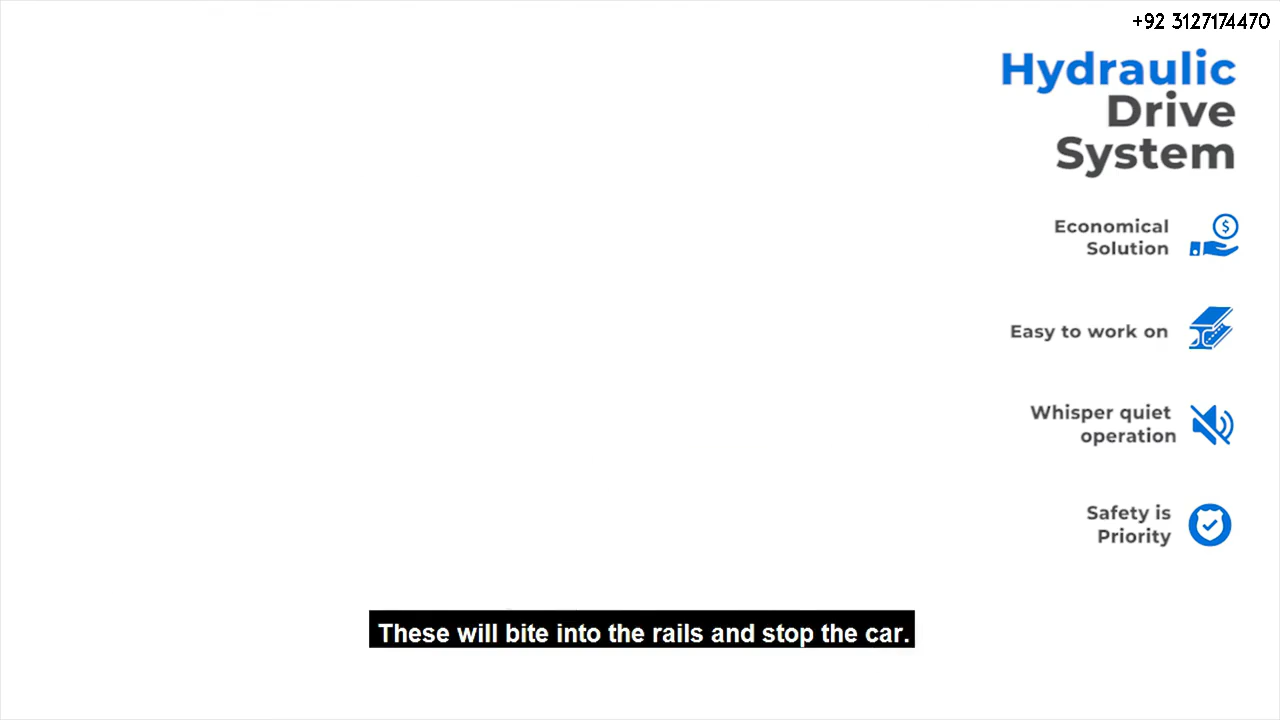 +92 3127174470
Hydraulic
Drive
System
Economical
Solution
$
Easy to work on
Whisper quiet
operation
Safety is
Priority
These will bite into the rails and stop the car.